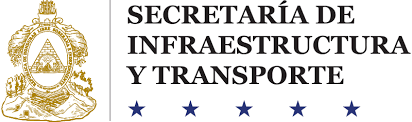 SECRETARÍA DE
INFRAESTRUCTURA
Y TRANSPORTE